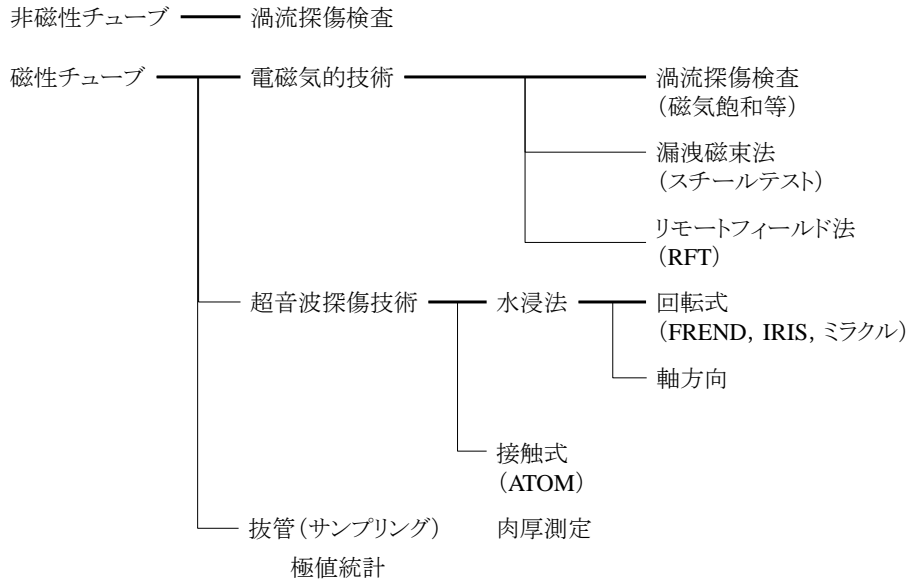 非磁性チューブ 渦流探傷検査
磁性チューブ 電磁気的技術 渦流探傷検査
(磁気飽和等)
漏洩磁束法
(スチールテスト)
リモートフィールド法
(RFT)
超音波探傷技術 水浸法 回転式
(FREND, IRIS, ミラクル)
軸方向
接触式
(ATOM)
抜管(サンプリング) 肉厚測定
極値統計